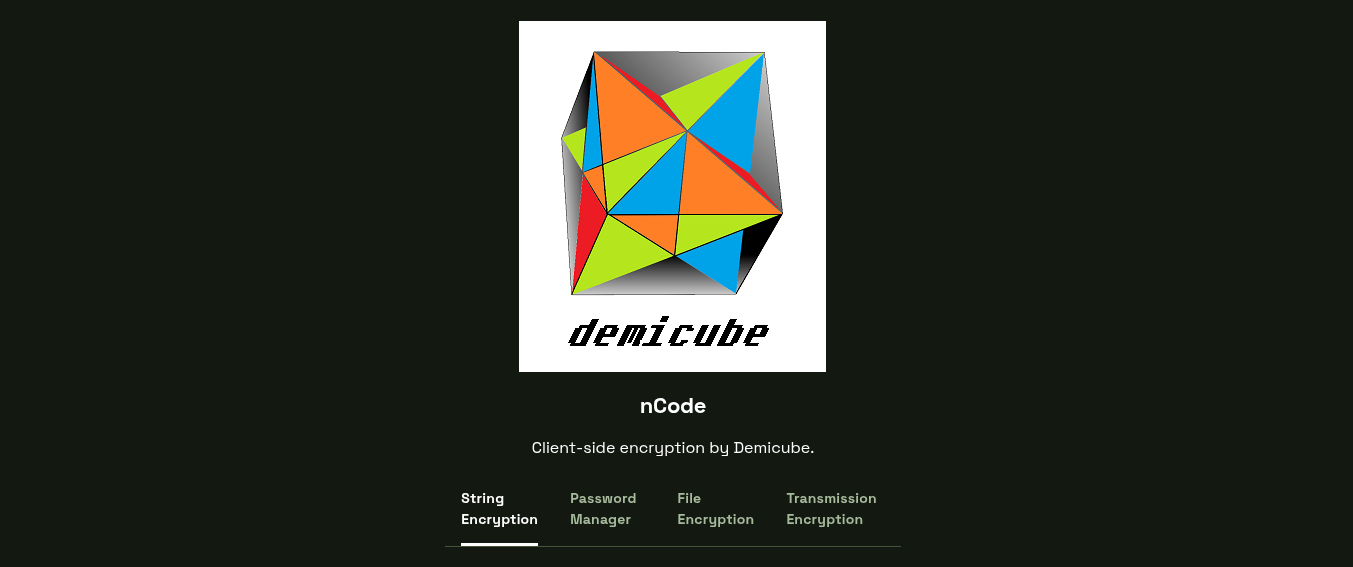 demicube
nCode
Client-side encryption by Demicube.
String Encryption
Password Manager
File Encryption
Transmission Encryption